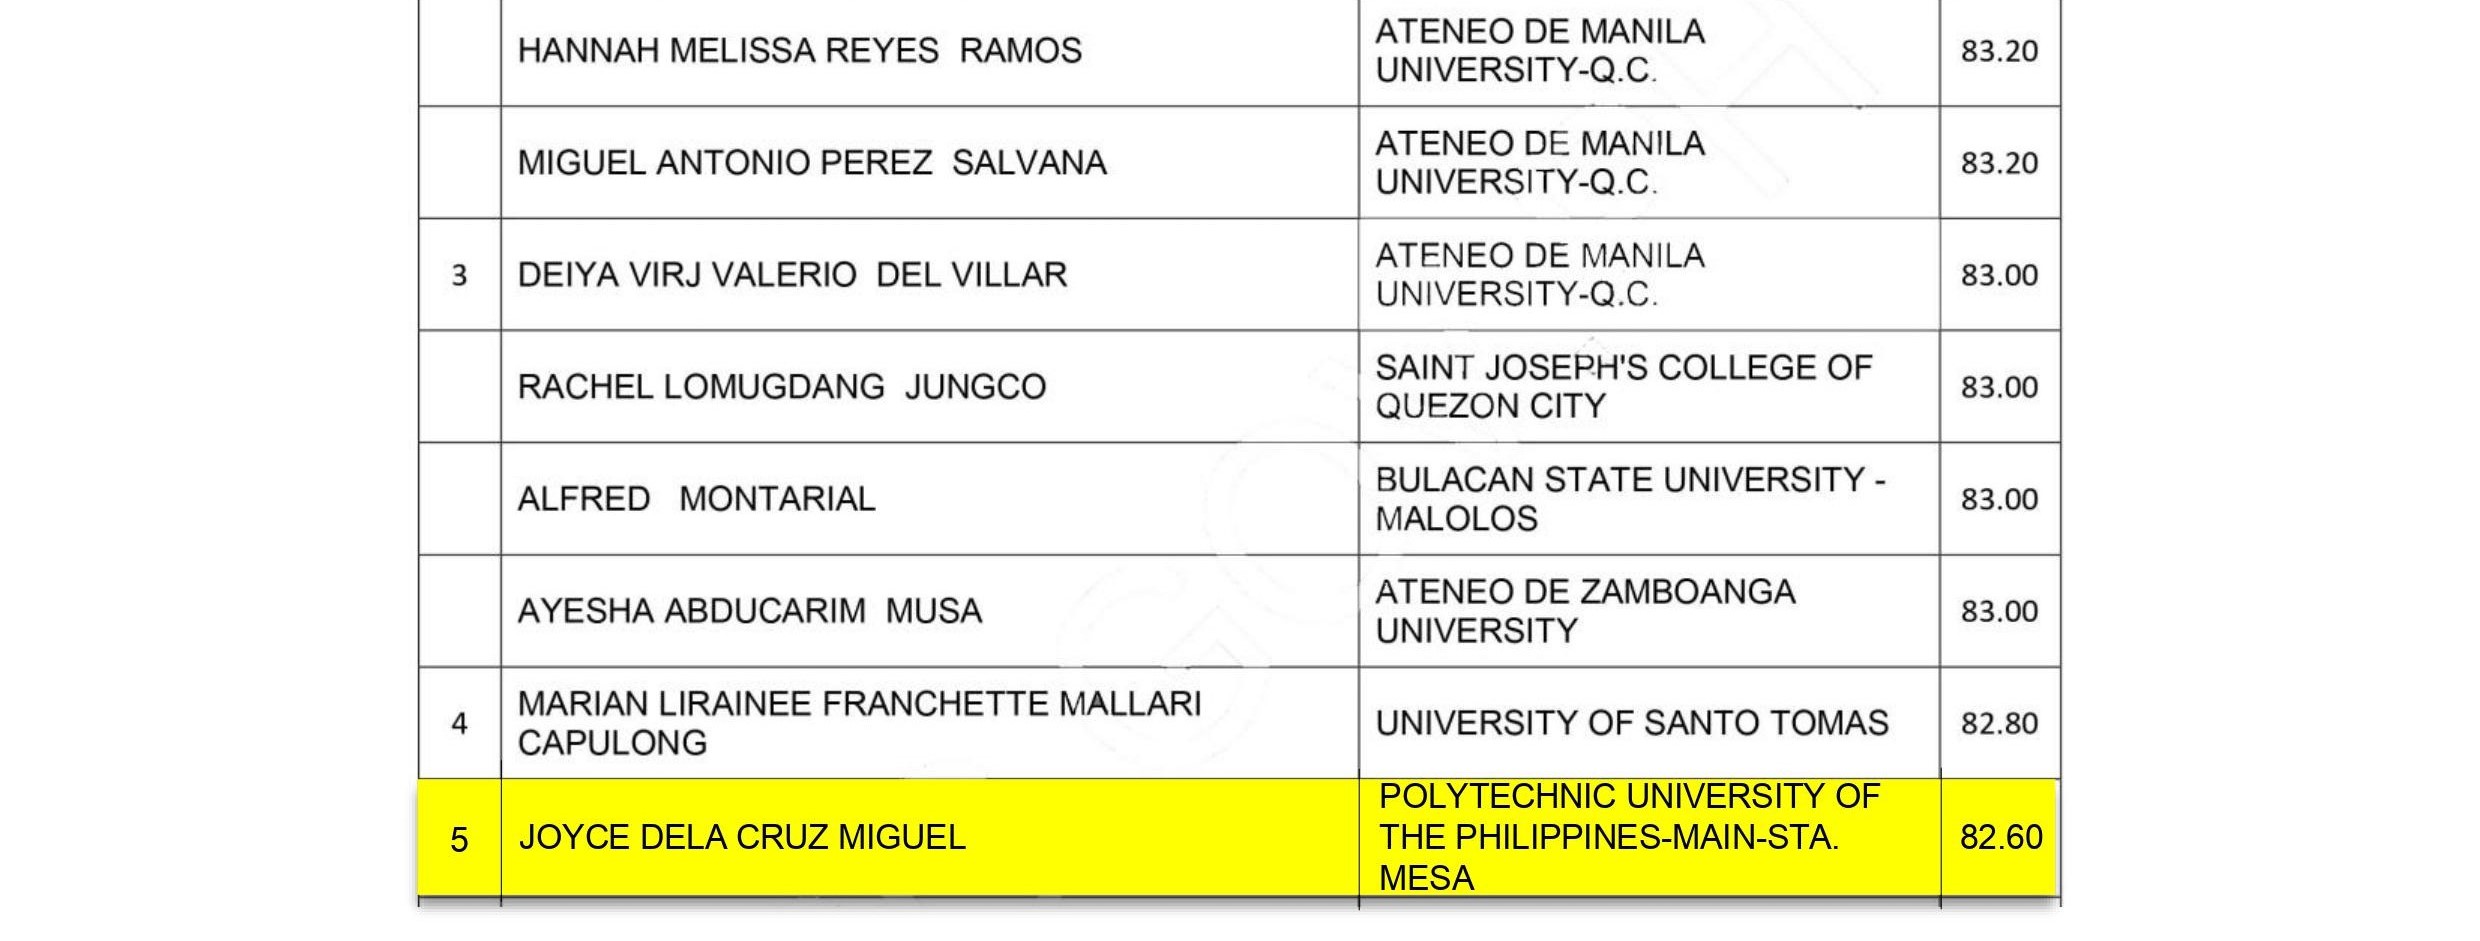 HANNAH MELISSA REYES RAMOS
ATENEO DE MANILA
UNIVERSITY-Q.C.
83.20
MIGUEL ANTONIO PEREZ SALVANA
ATENEO DE MANILA
UNIVERSITY-Q.C.
83.20
3
DEIYA VIRJ VALERIO DEL VILLAR
ATENEO DE MANILA
UNIVERSITY-Q.C.
83.00
RACHEL LOMUGDANG JUNGCO
SAINT JOSEPH'S COLLEGE OF
QUEZON CITY
83.00
ALFRED MONTARIAL
BULACAN STATE UNIVERSITY -
MALOLOS
83.00
AYESHA ABDUCARIM MUSA
ATENEO DE ZAMBOANGA
UNIVERSITY
83.00
4
MARIAN LIRAINEE FRANCHETTE MALLARI
CAPULONG
UNIVERSITY OF SANTO TOMAS
82.80
5
JOYCE DELA CRUZ MIGUEL
POLYTECHNIC UNIVERSITY OF
THE PHILIPPINES-MAIN-STA.
MESA
82.60